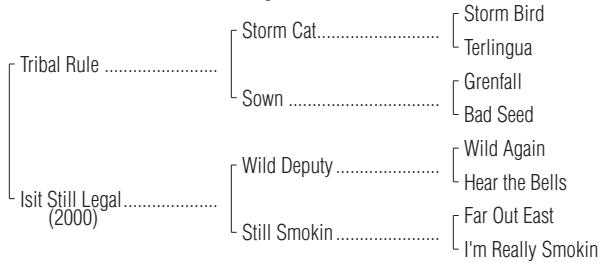 Storm Bird
Storm Cat..............................
Terlingua
Tribal Rule ......................
Grenfall
Sown .....................................
Bad Seed
Wild Again
Wild Deputy..........................
Hear the Bells
Isit Still Legal..................
(2000)
Far Out East
Still Smokin ..........................
I'm Really Smokin